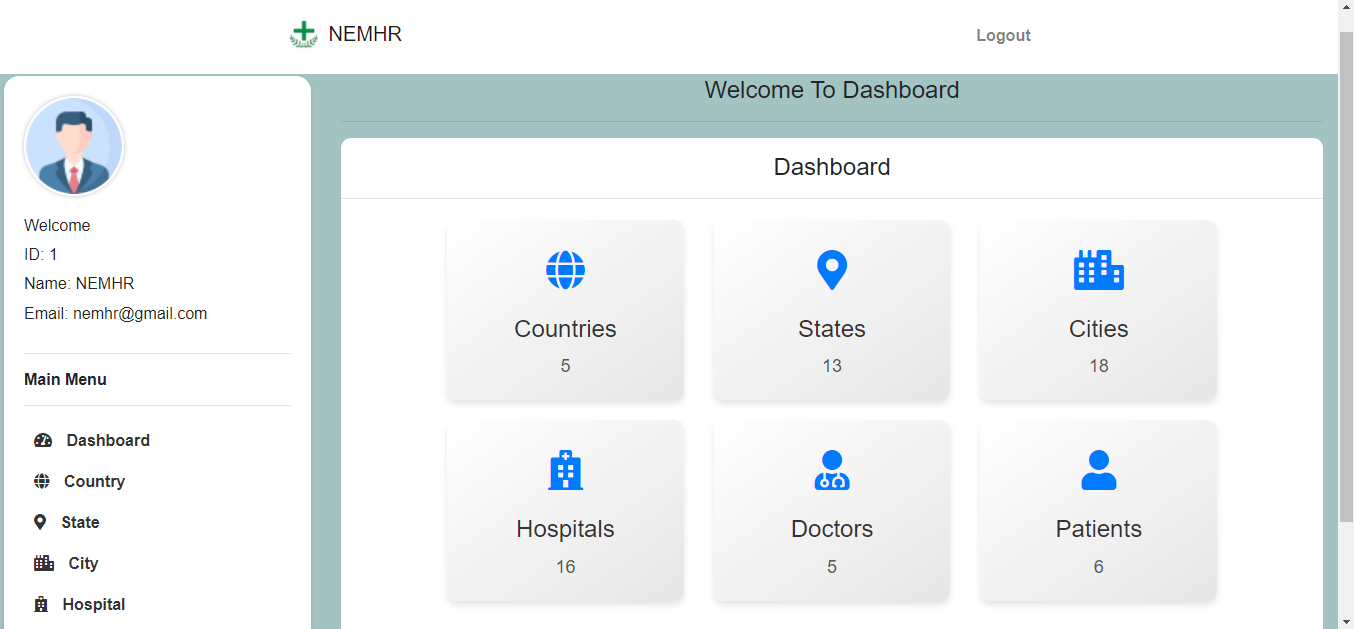 NEMHR
Logout
Welcome
ID: 1
Name: NEMHR
Email: nemhr@gmail.com
Main Menu
Dashboard
Country
State
City
Hospital
Welcome To Dashboard
Dashboard
Countries
5
States
13
Cities
18
Hospitals
16
Doctors
5
Patients
6